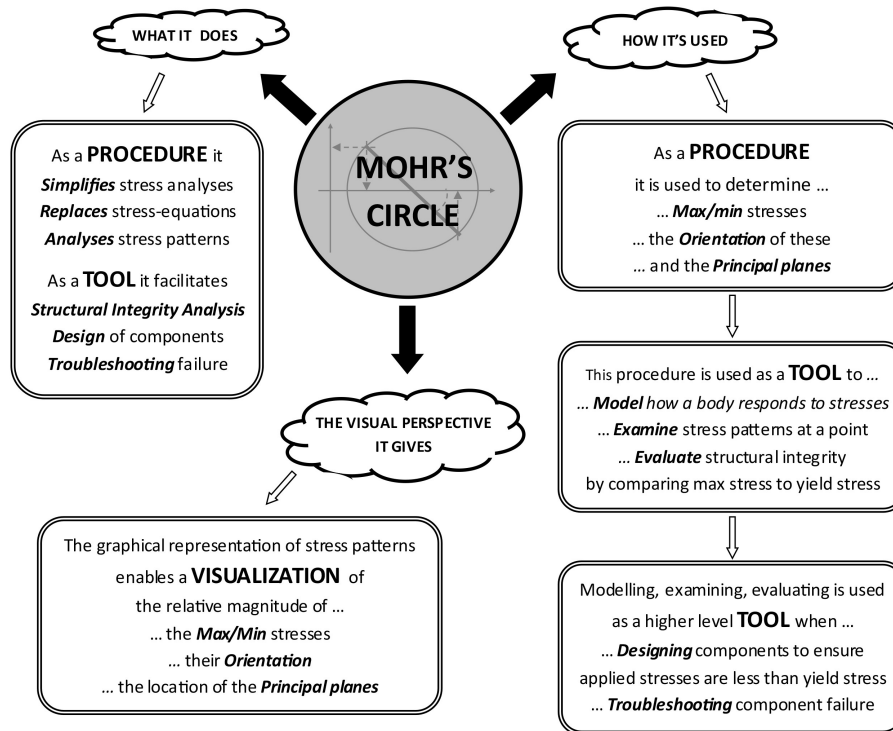 WHAT IT DOES
As a PROCEDURE it
Simplifies stress analyses
Replaces stress-equations
Analyses stress patterns
As a TOOL it facilitates
Structural Integrity Analysis
Design of components
Troubleshooting failure
MOHR'S
CIRCLE
HOW IT'S USED
As a PROCEDURE
it is used to determine ...
... Max/min stresses
... the Orientation of these
... and the Principal planes
This procedure is used as a TOOL to ...
... Model how a body responds to stresses
... Examine stress patterns at a point
... Evaluate structural integrity
by comparing max stress to yield stress
Modelling, examining, evaluating is used
as a higher level TOOL when ...
... Designing components to ensure
applied stresses are less than yield stress
... Troubleshooting component failure
THE VISUAL PERSPECTIVE
IT GIVES
The graphical representation of stress patterns
enables a VISUALIZATION of
the relative magnitude of ...
... the Max/Min stresses
... their Orientation
... the location of the Principal planes